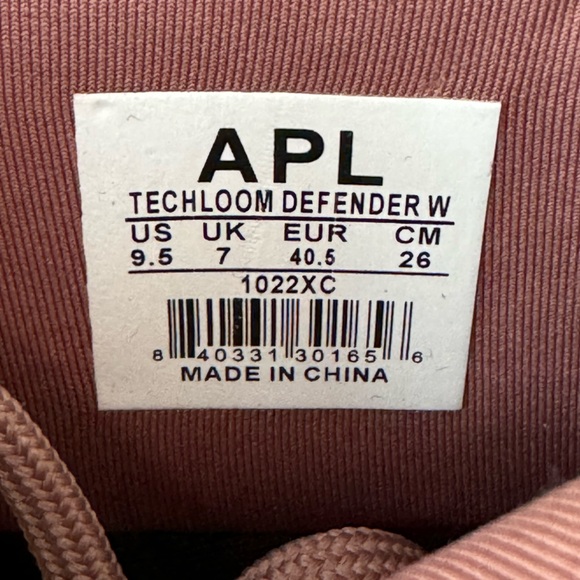 APL
TECHLOOM DEFENDER W
US UK EUR CM
9.5 7 40.5 26
1022XC
8 40331 30165 6
MADE IN CHINA